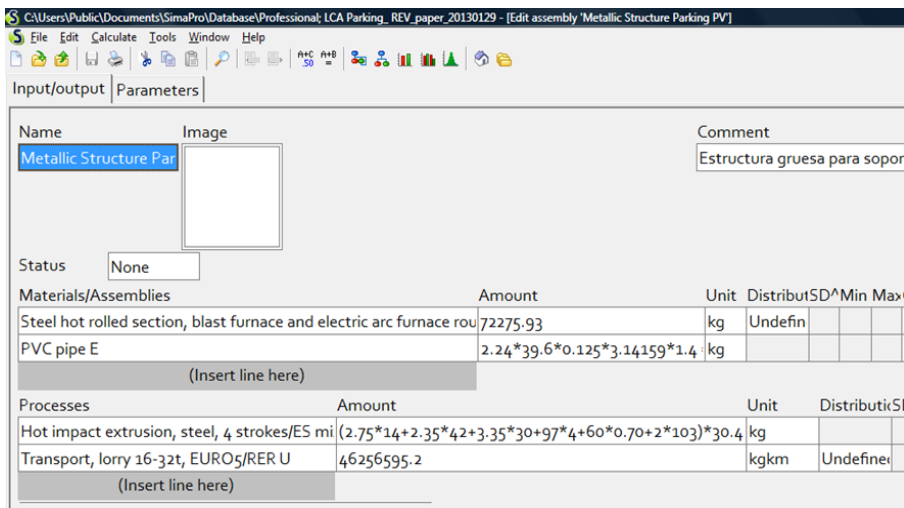 C:\Users\Public\Documents\SimaPro\Database\Professional; LCA Parking_ REV_paper_20130129 - [Edit assembly 'Metallic Structure Parking PV']
File Edit Calculate Tools Window Help
A+C A+B
Input/output Parameters
Name Image Comment
Metallic Structure Par Estructura gruesa para sopor
Status None
Materials/Assemblies Amount Unit Distribut SD^ Min Max
Steel hot rolled section, blast furnace and electric arc furnace rou 72275.93 kg Undefin
PVC pipe E 2.24*39.6*0.125*3.14159*1.4 kg
(Insert line here)
Processes Amount Unit Distributic
Hot impact extrusion, steel, 4 strokes/ES mi (2.75*14+2.35*42+3.35*30+97*4+60*0.70+2*103)*30.4 kg
Transport, lorry 16-32t, EURO5/RER U 46256595.2 kgkm Undefine
(Insert line here)